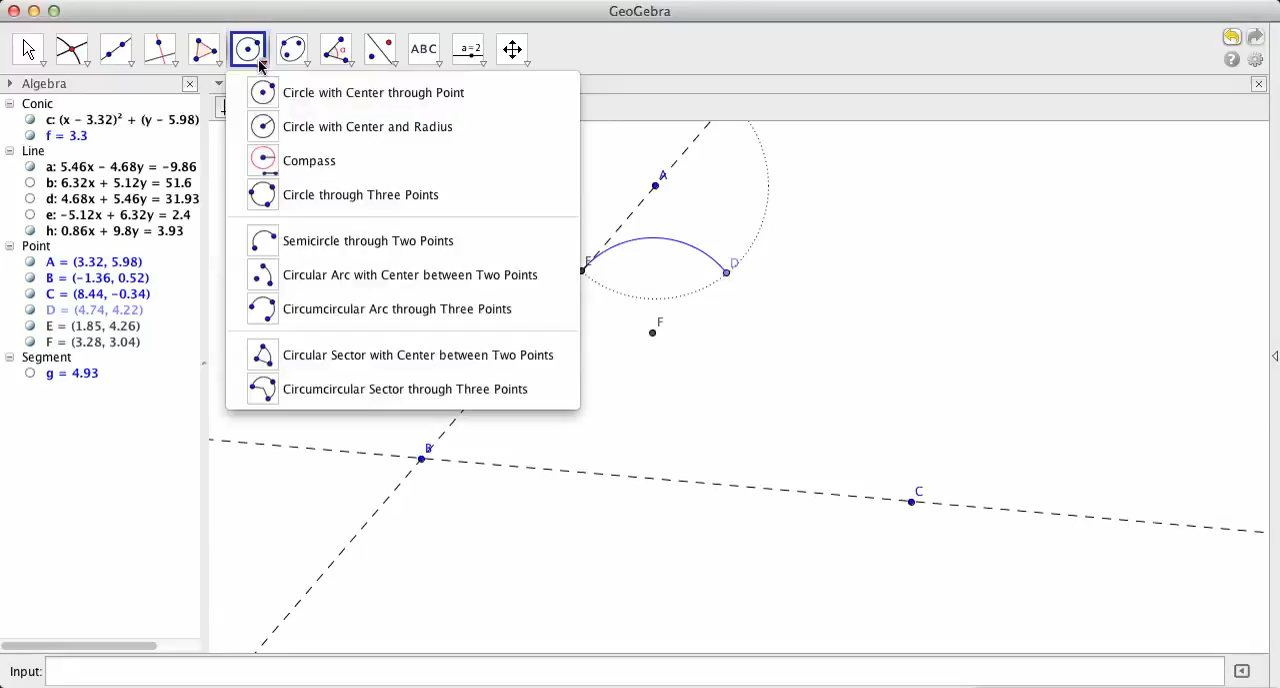 GeoGebra
α
ABC
a=2
Algebra
Conic
c: (x − 3.32)² + (y − 5.98)
f = 3.3
Line
a: 5.46x − 4.68y = −9.86
b: 6.32x + 5.12y = 51.6
d: 4.68x + 5.46y = 31.93
e: −5.12x + 6.32y = 2.4
h: 0.86x + 9.8y = 3.93
Point
A = (3.32, 5.98)
B = (−1.36, 0.52)
C = (8.44, −0.34)
D = (4.74, 4.22)
E = (1.85, 4.26)
F = (3.28, 3.04)
Segment
g = 4.93
Circle with Center through Point
Circle with Center and Radius
Compass
Circle through Three Points
Semicircle through Two Points
Circular Arc with Center between Two Points
Circumcircular Arc through Three Points
Circular Sector with Center between Two Points
Circumcircular Sector through Three Points
A
E
D
F
B
C
Input: